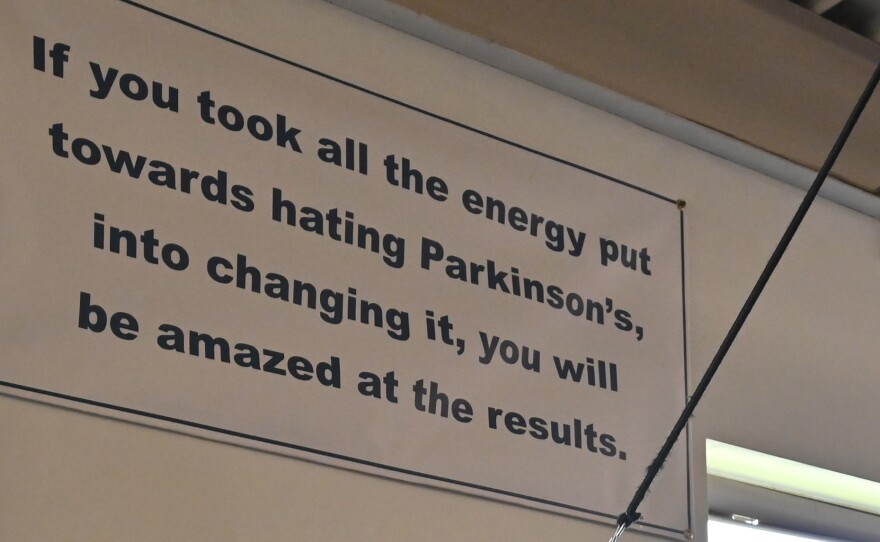 If you took all the energy put
towards hating Parkinson's,
into changing it, you will
be amazed at the results.